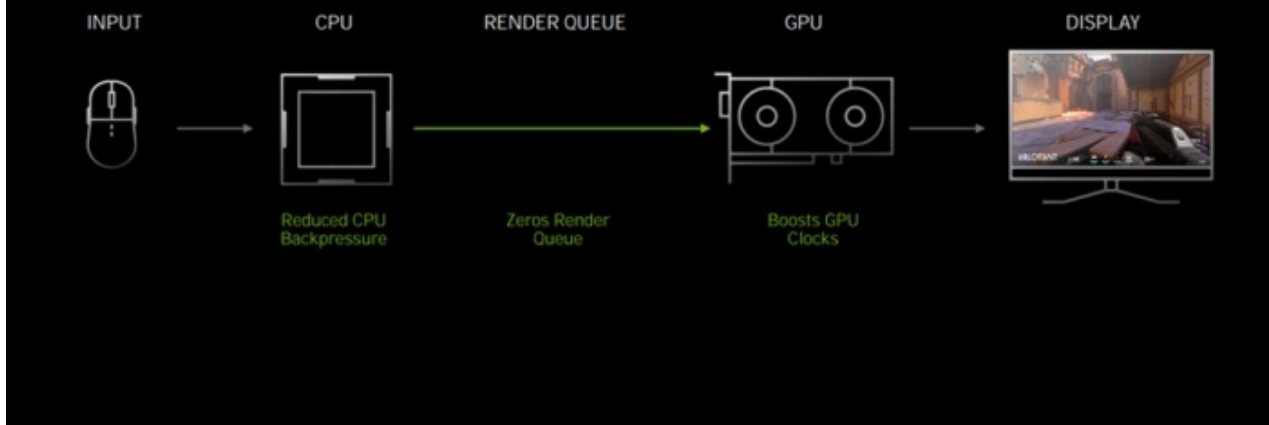 INPUT
CPU
RENDER QUEUE
GPU
DISPLAY
VALORANT
Reduced CPU
Backpressure
Zeros Render
Queue
Boosts GPU
Clocks